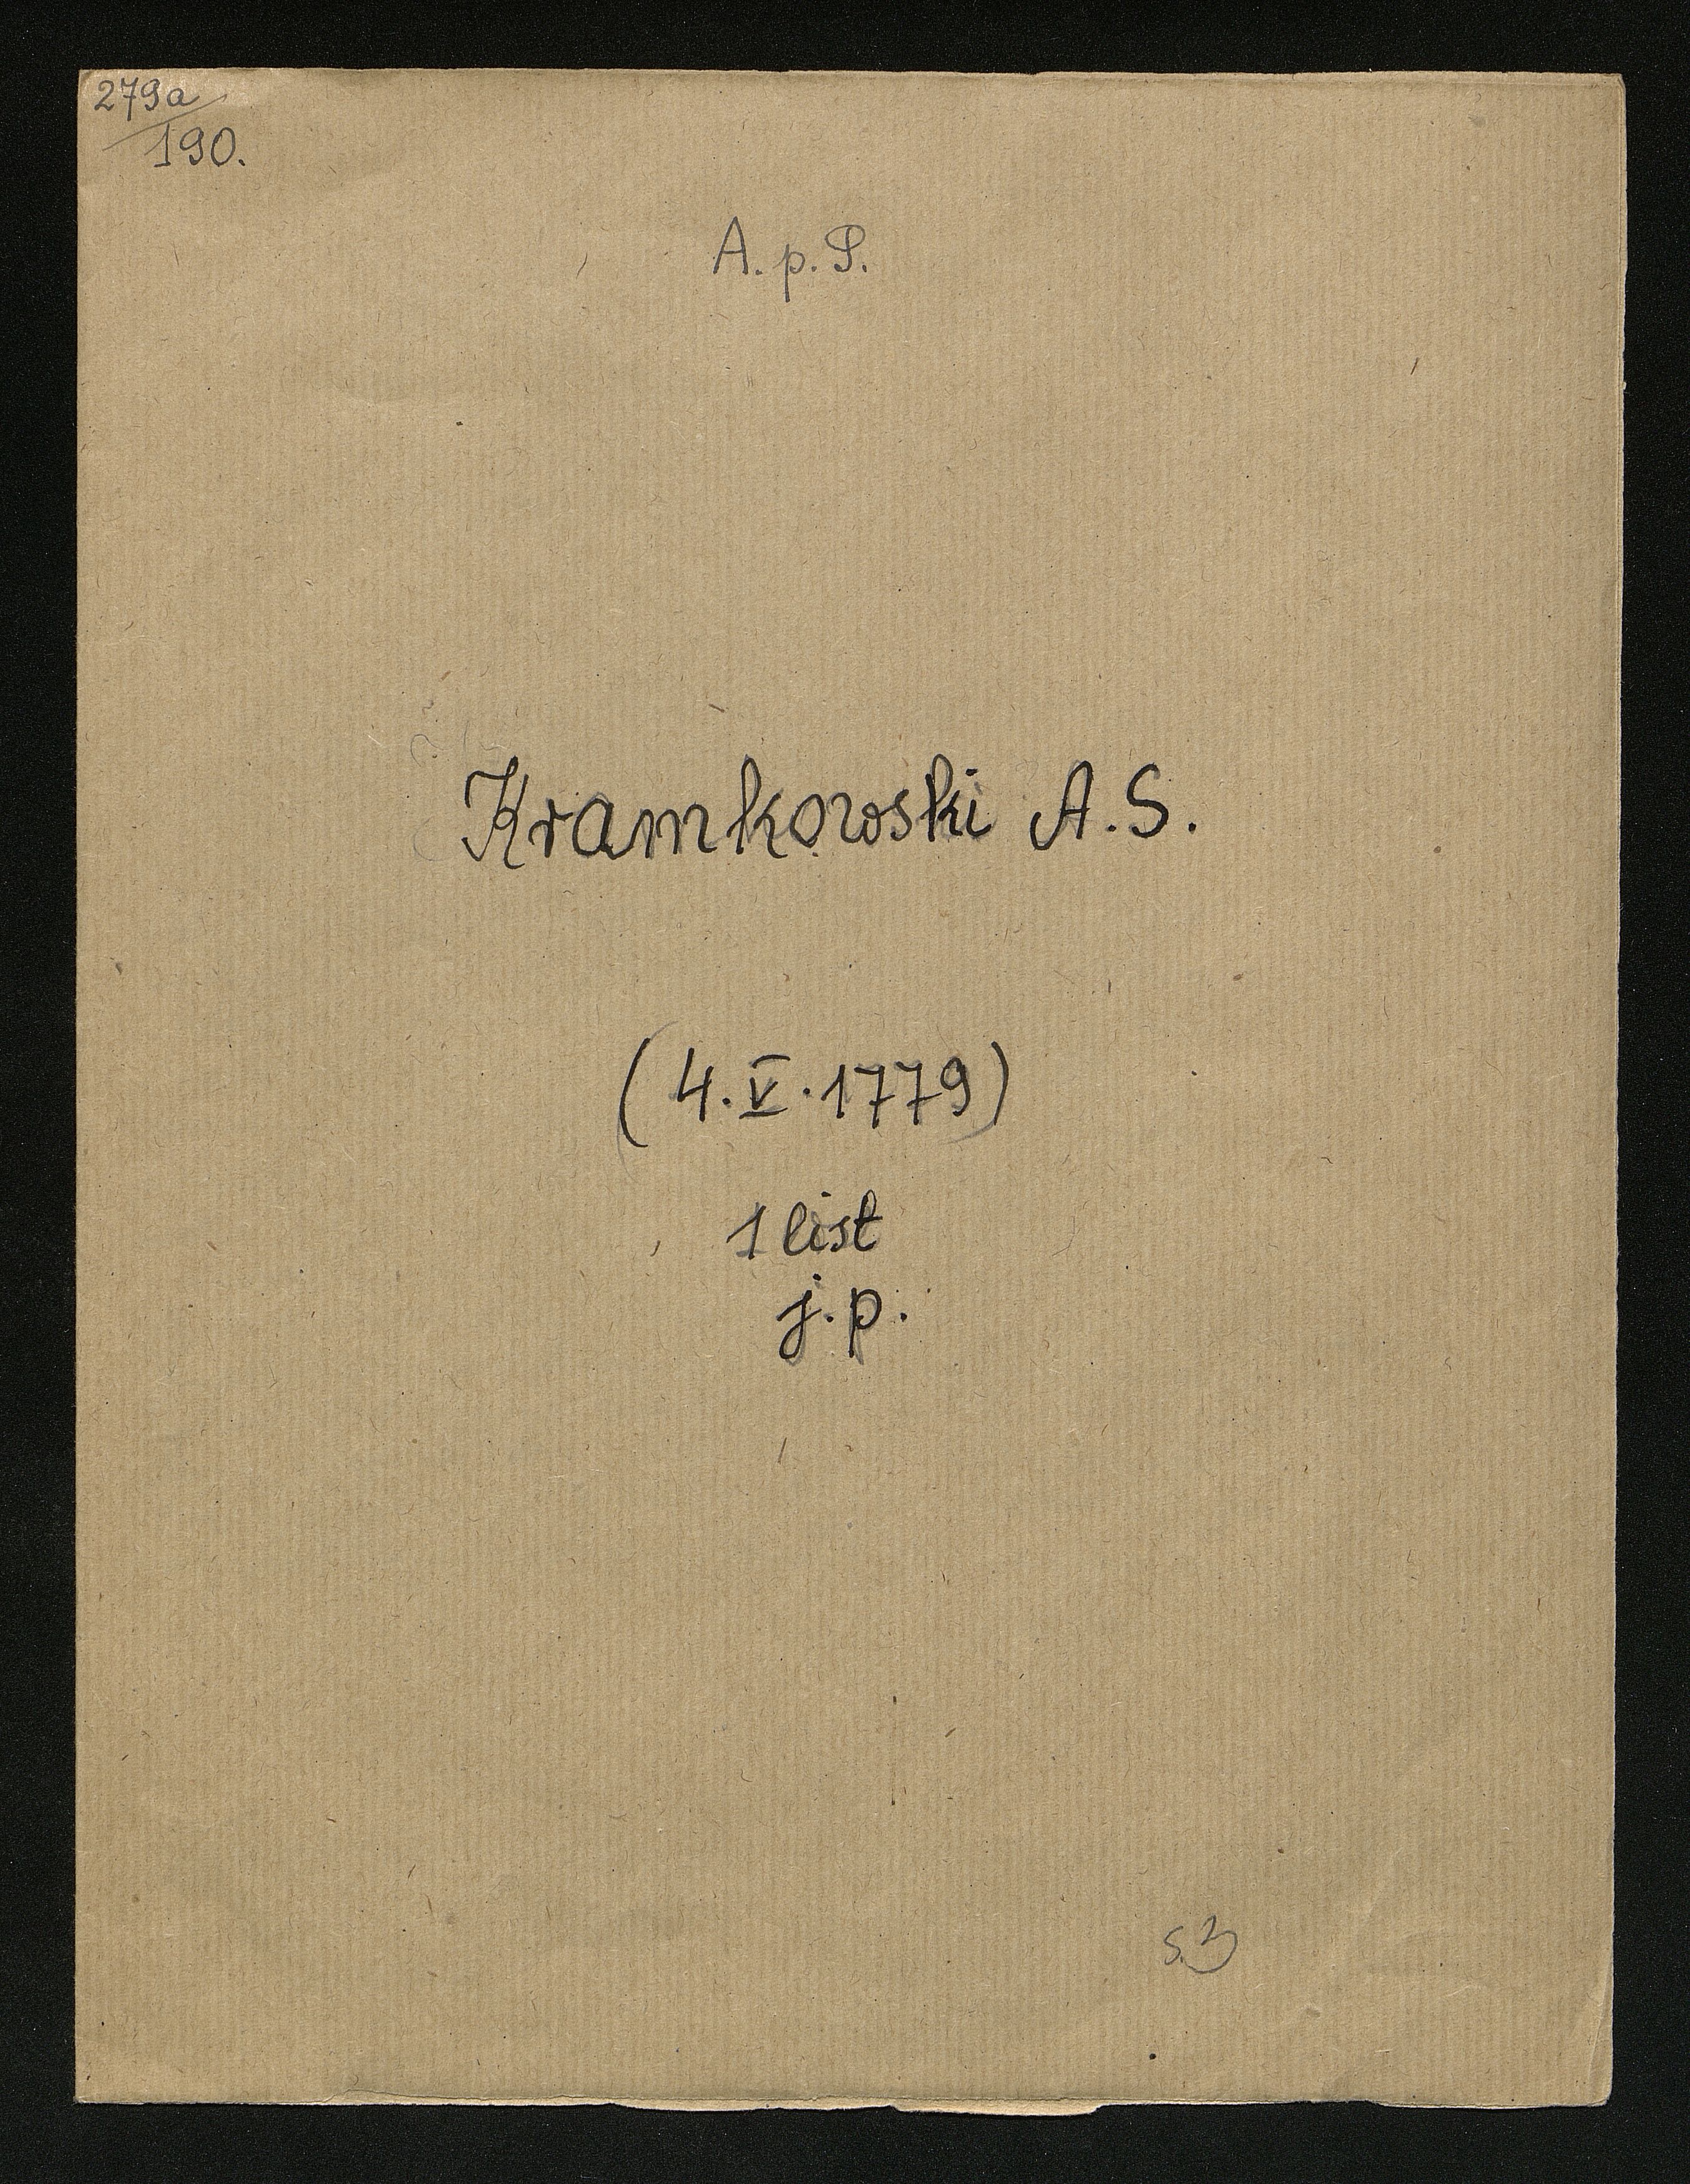 279a
190.
A. p. P.
Kramkowski A. S.
(4. V. 1779)
1 list
j. p.
s. 3